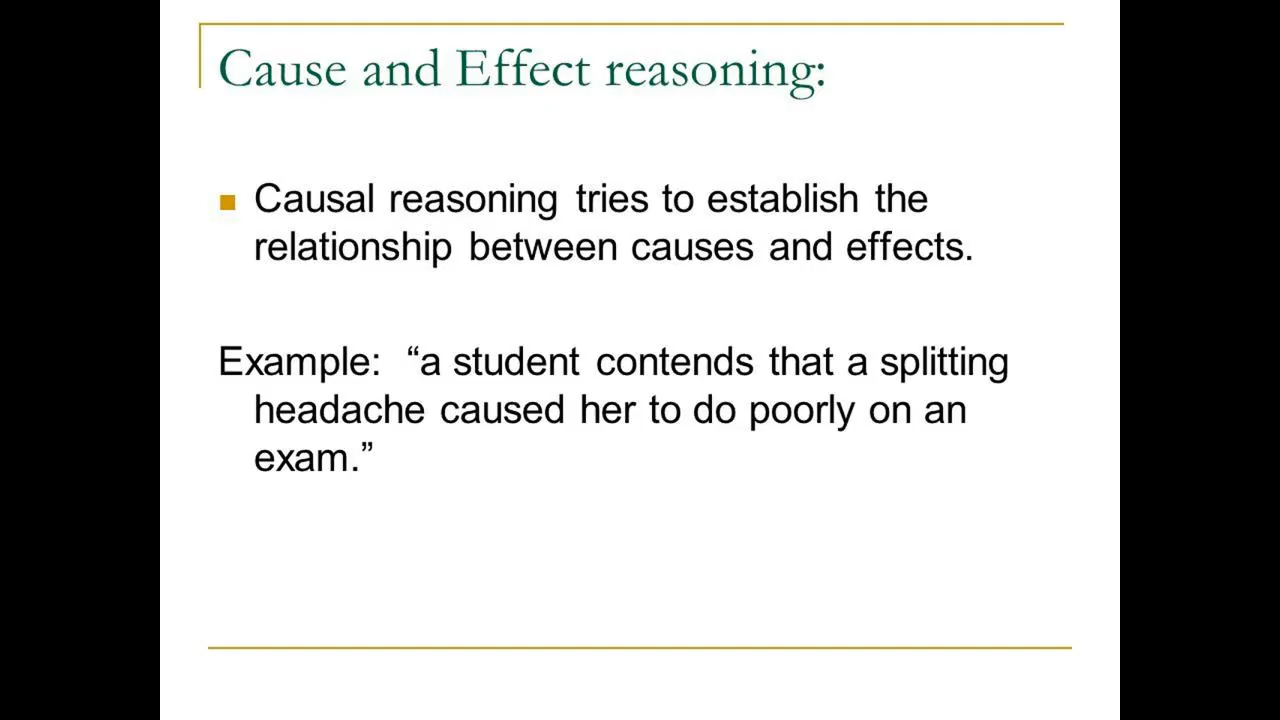 Cause and Effect reasoning:
Causal reasoning tries to establish the
relationship between causes and effects.
Example: “a student contends that a splitting
headache caused her to do poorly on an
exam.”